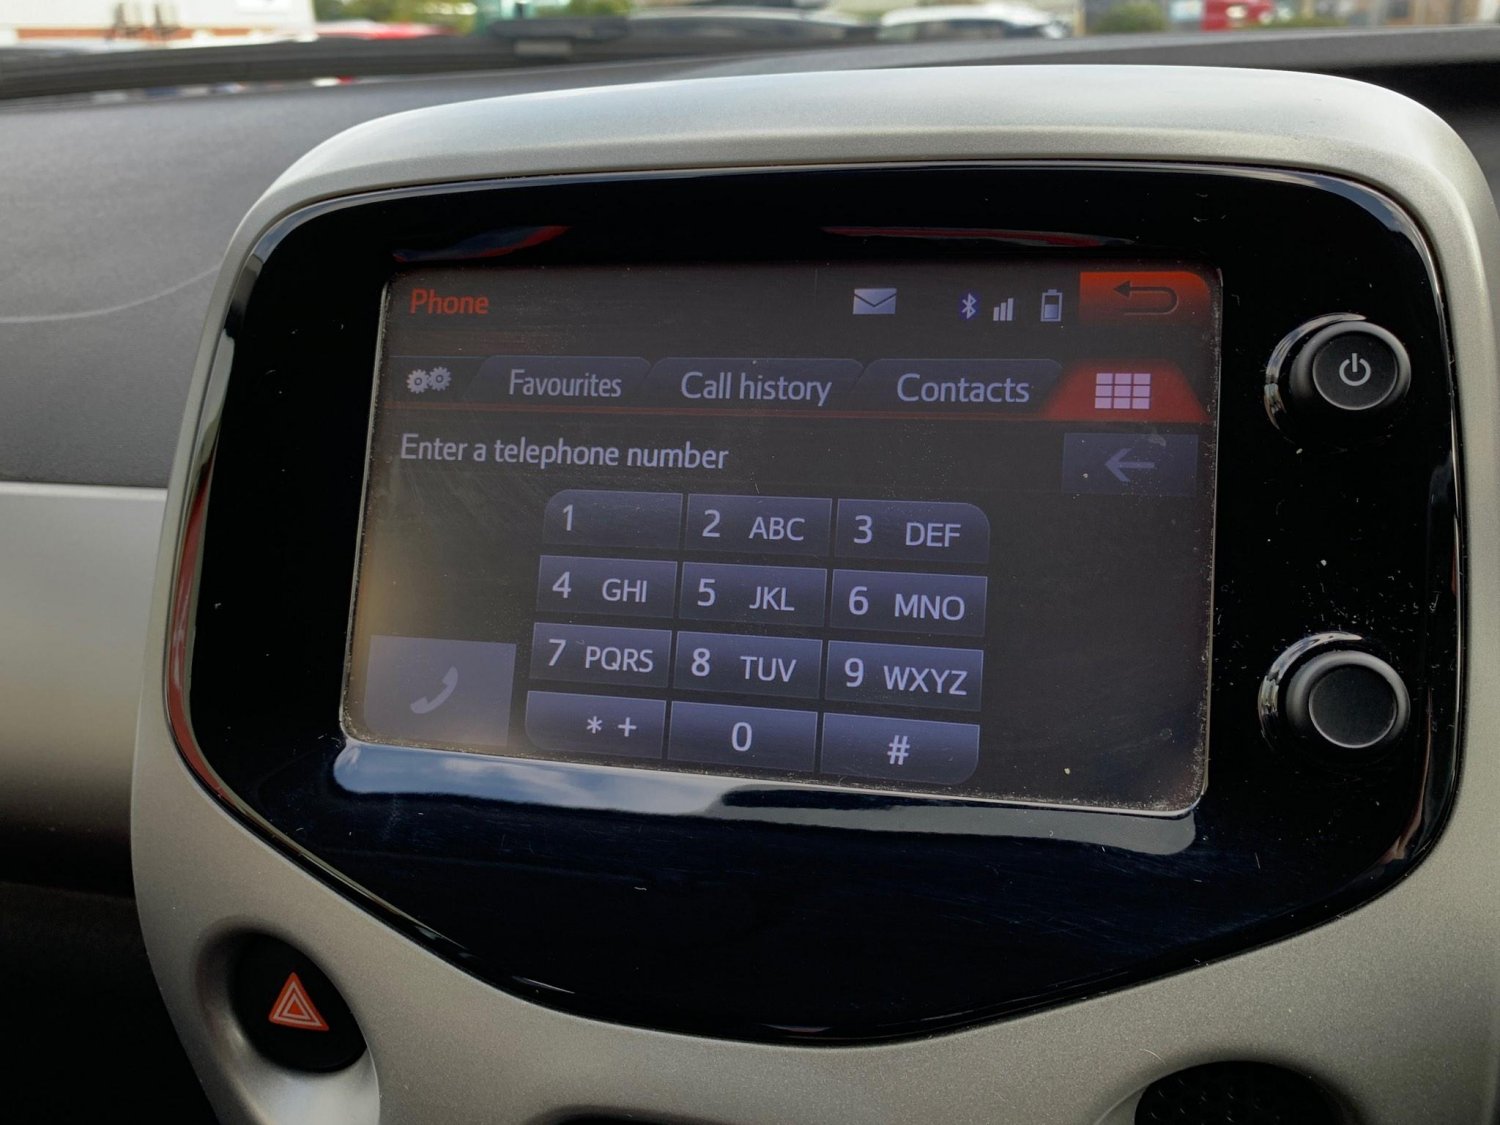 Phone
Favourites Call history Contacts
Enter a telephone number
1 2 ABC 3 DEF
4 GHI 5 JKL 6 MNO
7 PQRS 8 TUV 9 WXYZ
* + 0 #